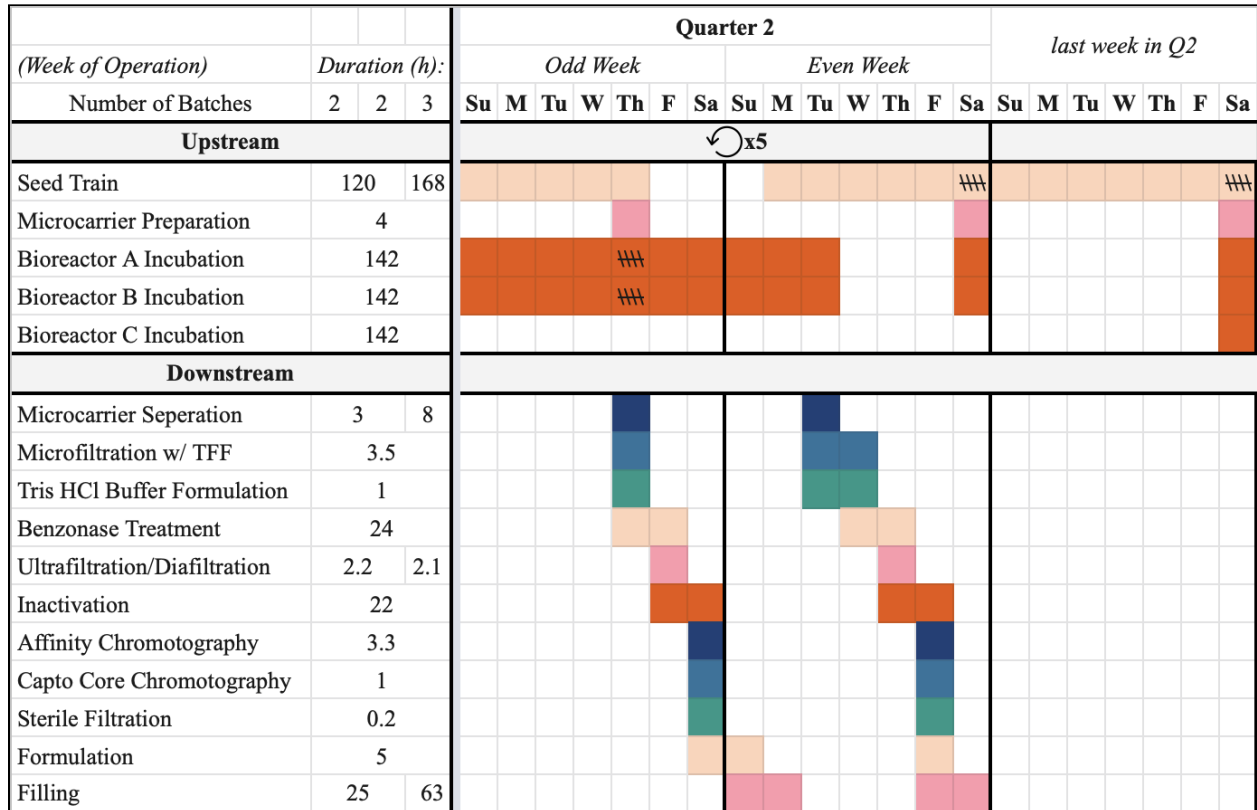 Quarter 2
last week in Q2
(Week of Operation) Duration (h): Odd Week Even Week
Number of Batches 2 2 3 Su M Tu W Th F Sa Su M Tu W Th F Sa Su M Tu W Th F Sa
Upstream x5
Seed Train 120 168
Microcarrier Preparation 4
Bioreactor A Incubation 142
Bioreactor B Incubation 142
Bioreactor C Incubation 142
Downstream
Microcarrier Seperation 3 8
Microfiltration w/ TFF 3.5
Tris HCl Buffer Formulation 1
Benzonase Treatment 24
Ultrafiltration/Diafiltration 2.2 2.1
Inactivation 22
Affinity Chromotography 3.3
Capto Core Chromotography 1
Sterile Filtration 0.2
Formulation 5
Filling 25 63